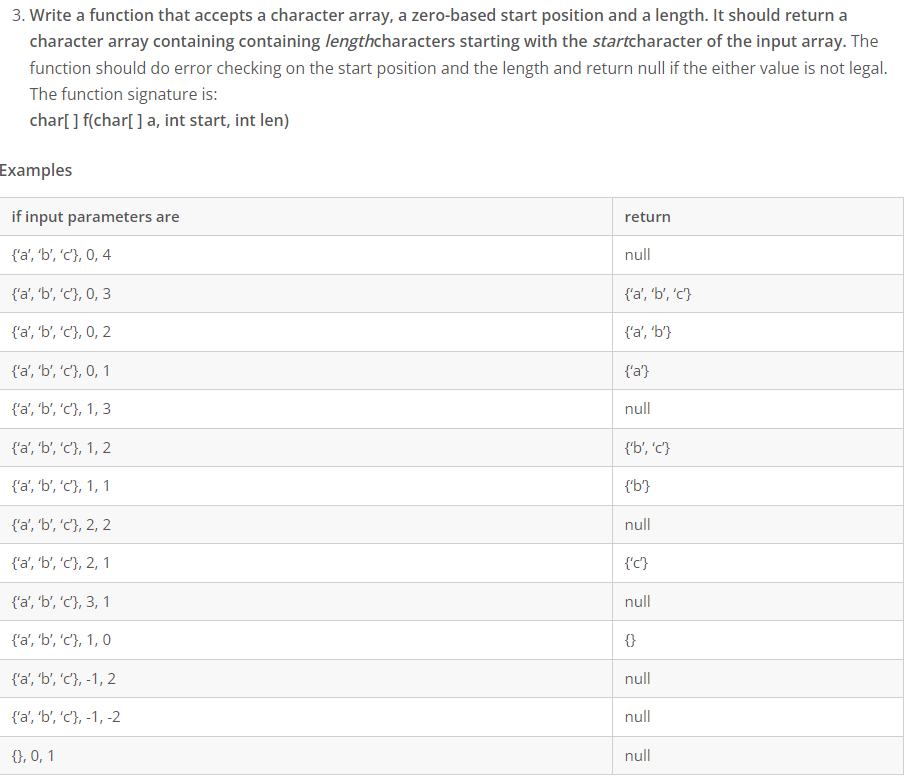 3. Write a function that accepts a character array, a zero-based start position and a length. It should return a
character array containing containing lengthcharacters starting with the startcharacter of the input array. The
function should do error checking on the start position and the length and return null if the either value is not legal.
The function signature is:
char[ ] f(char[ ] a, int start, int len)
Examples
if input parameters are return
{‘a’, ‘b’, ‘c’}, 0, 4 null
{‘a’, ‘b’, ‘c’}, 0, 3 {‘a’, ‘b’, ‘c’}
{‘a’, ‘b’, ‘c’}, 0, 2 {‘a’, ‘b’}
{‘a’, ‘b’, ‘c’}, 0, 1 {‘a’}
{‘a’, ‘b’, ‘c’}, 1, 3 null
{‘a’, ‘b’, ‘c’}, 1, 2 {‘b’, ‘c’}
{‘a’, ‘b’, ‘c’}, 1, 1 {‘b’}
{‘a’, ‘b’, ‘c’}, 2, 2 null
{‘a’, ‘b’, ‘c’}, 2, 1 {‘c’}
{‘a’, ‘b’, ‘c’}, 3, 1 null
{‘a’, ‘b’, ‘c’}, 1, 0 {}
{‘a’, ‘b’, ‘c’}, -1, 2 null
{‘a’, ‘b’, ‘c’}, -1, -2 null
{}, 0, 1 null